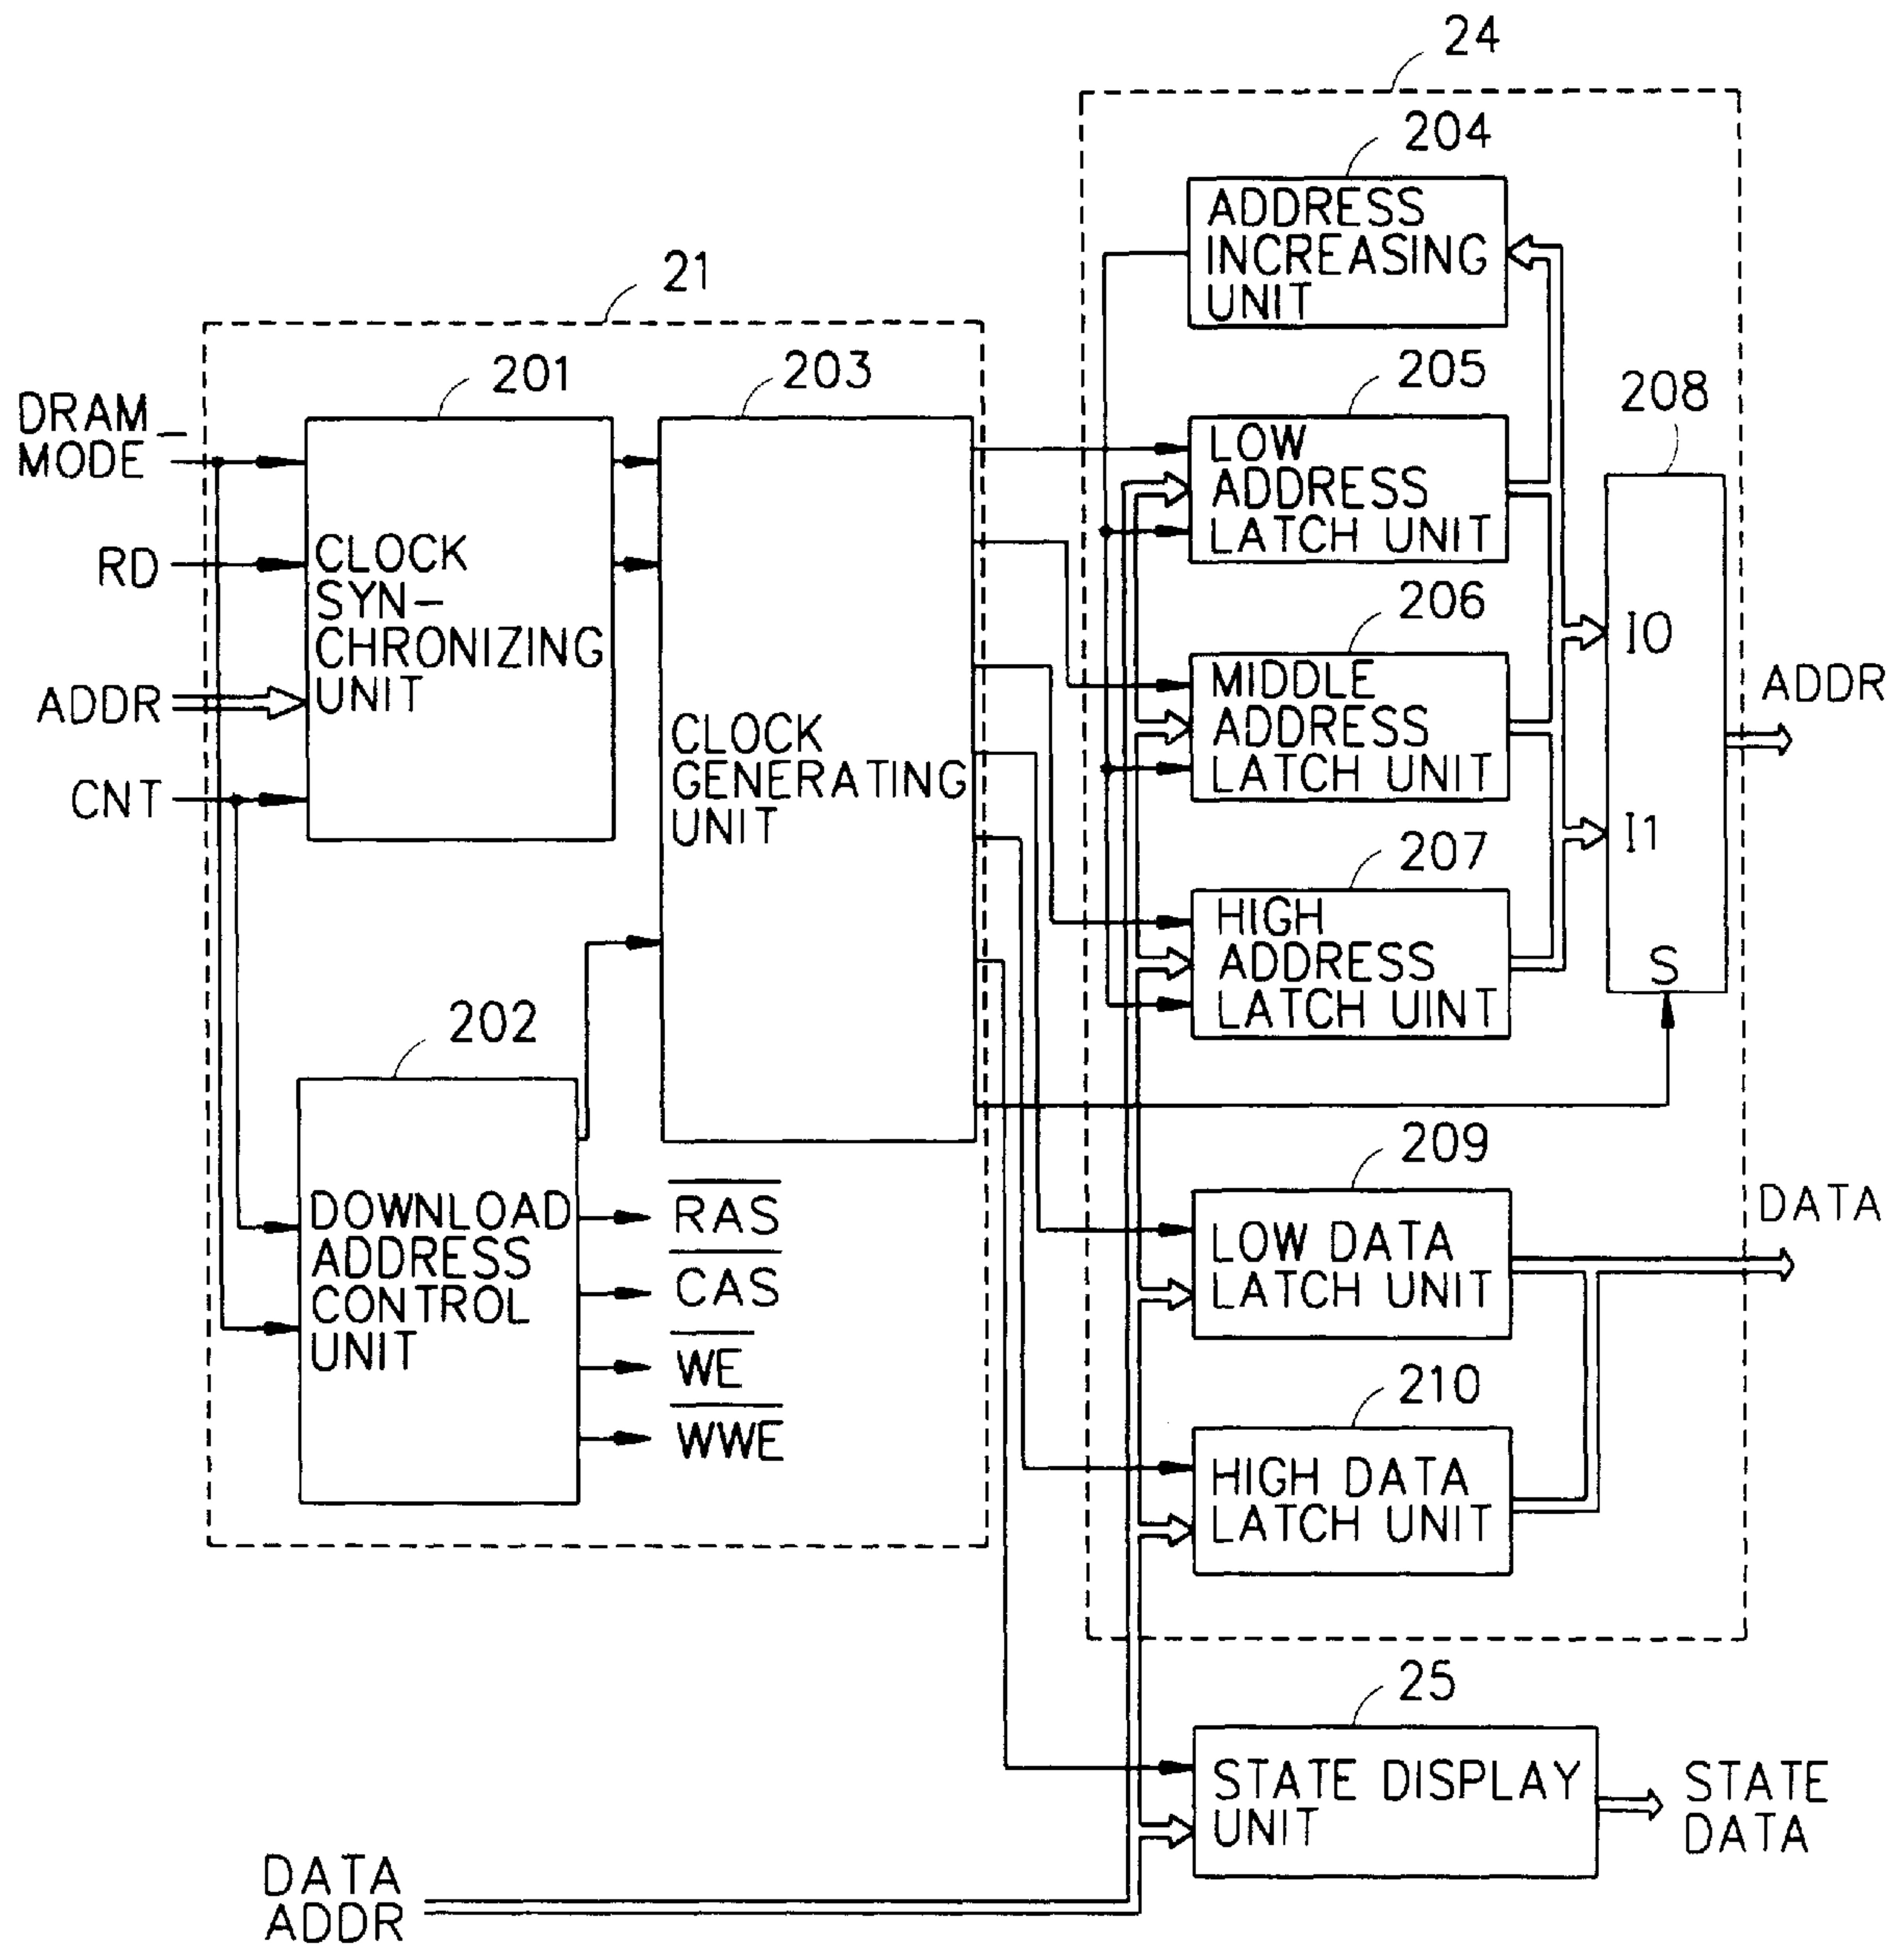 24
204
ADDRESS
INCREASING
UNIT
21
201
203
205
208
DRAM_
MODE
RD
ADDR
CNT
CLOCK
SYN-
CHRONIZING
UNIT
CLOCK
GENERATING
UNIT
LOW
ADDRESS
LATCH UNIT
206
MIDDLE
ADDRESS
LATCH UNIT
207
HIGH
ADDRESS
LATCH UINT
I0
I1
S
ADDR
202
DOWNLOAD
ADDRESS
CONTROL
UNIT
RAS
CAS
WE
WWE
209
LOW DATA
LATCH UNIT
DATA
210
HIGH DATA
LATCH UNIT
25
STATE DISPLAY
UNIT
STATE
DATA
DATA
ADDR